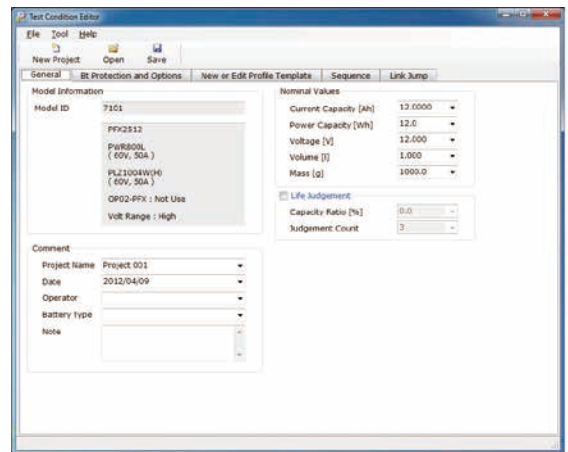 Test Condition Editor
File Tool Help
New Project Open Save
General Bt Protection and Options New or Edit Profile Template Sequence Link Jump
Model Information
Model ID 7101
PFX2512
PWR800L
( 60V, 50A )
PLZ1004W(H)
( 60V, 50A )
OP02-PFX : Not Use
Volt Range : High
Comment
Project Name Project 001
Date 2012/04/09
Operator
Battery Type
Note
Nominal Values
Current Capacity [Ah] 12.0000
Power Capacity [Wh] 12.0
Voltage [V] 12.000
Volume [l] 1.000
Mass [g] 1000.0
Life Judgement
Capacity Ratio [%] 0.0
Judgement Count 3